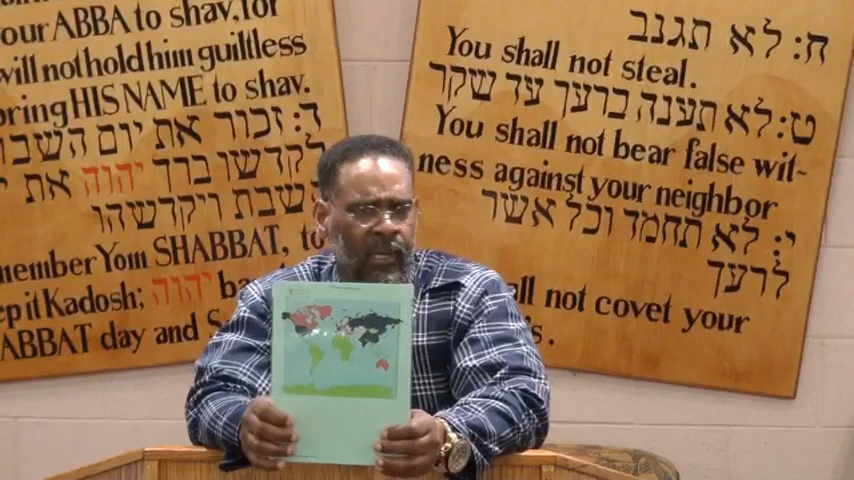 our ABBA to shav, for
will not hold him guiltless
bring HIS NAME to shav.
ד: זכור את יום השב
לקדשו ברך יהוה את י
שבת ויקדשהו
member Yom SHABBAT, to
ep it Kadosh; יהוה
ABBAT day and
ח: לא תגנב
You shall not steal.
ט: לא תענה ברעך עד שקר
You shall not bear false wit-
ness against your neighbor
י: לא תחמד וכל אשר
לרעך
all not covet your
's.